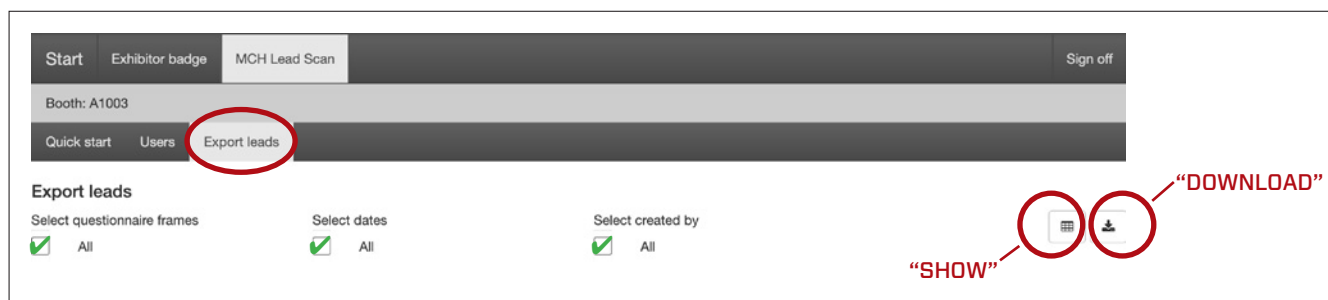 Start Exhibitor badge MCH Lead Scan Sign off
Booth: A1003
Quick start Users Export leads
Export leads
"DOWNLOAD"
Select questionnaire frames Select dates Select created by
All All All
"SHOW"